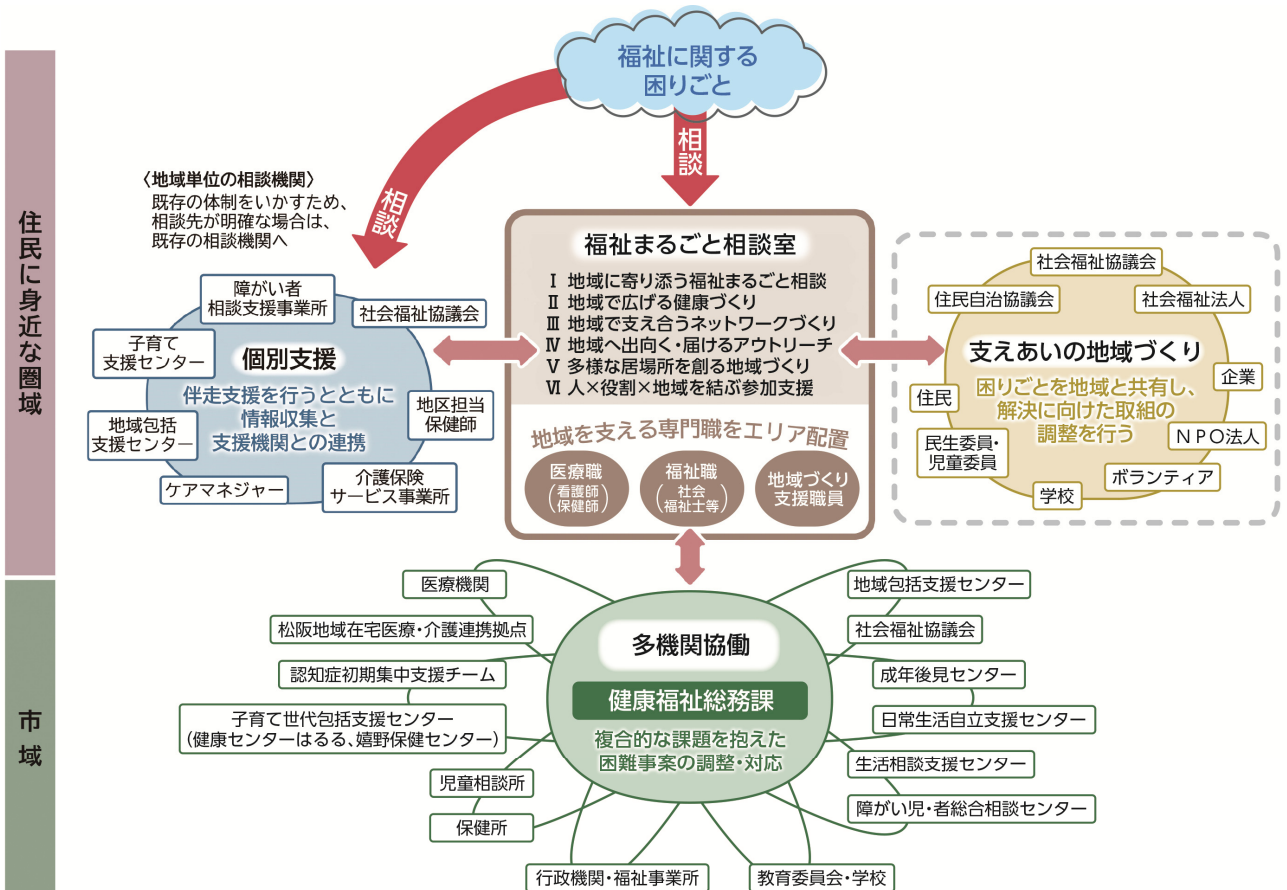 福祉に関する
困りごと
相談
相談
〈地域単位の相談機関〉
既存の体制をいかすため、
相談先が明確な場合は、
既存の相談機関へ
住民に身近な圏域
福祉まるごと相談室
Ⅰ 地域に寄り添う福祉まるごと相談
Ⅱ 地域で広げる健康づくり
Ⅲ 地域で支え合うネットワークづくり
Ⅳ 地域へ出向く・届けるアウトリーチ
Ⅴ 多様な居場所を創る地域づくり
Ⅵ 人×役割×地域を結ぶ参加支援
地域を支える専門職をエリア配置
医療職
(看護師
保健師)
福祉職
(社会
福祉士等)
地域づくり
支援職員
障がい者
相談支援事業所
社会福祉協議会
子育て
支援センター
個別支援
伴走支援を行うとともに
情報収集と
支援機関との連携
地域包括
支援センター
地区担当
保健師
ケアマネジャー
介護保険
サービス事業所
社会福祉協議会
住民自治協議会
社会福祉法人
支えあいの地域づくり
困りごとを地域と共有し、
解決に向けた取組の
調整を行う
企業
住民
民生委員・
児童委員
NPO法人
ボランティア
学校
市域
医療機関
松阪地域在宅医療・介護連携拠点
認知症初期集中支援チーム
子育て世代包括支援センター
(健康センターはるる、嬉野保健センター)
児童相談所
保健所
多機関協働
健康福祉総務課
複合的な課題を抱えた
困難事案の調整・対応
地域包括支援センター
社会福祉協議会
成年後見センター
日常生活自立支援センター
生活相談支援センター
障がい児・者総合相談センター
行政機関・福祉事業所
教育委員会・学校